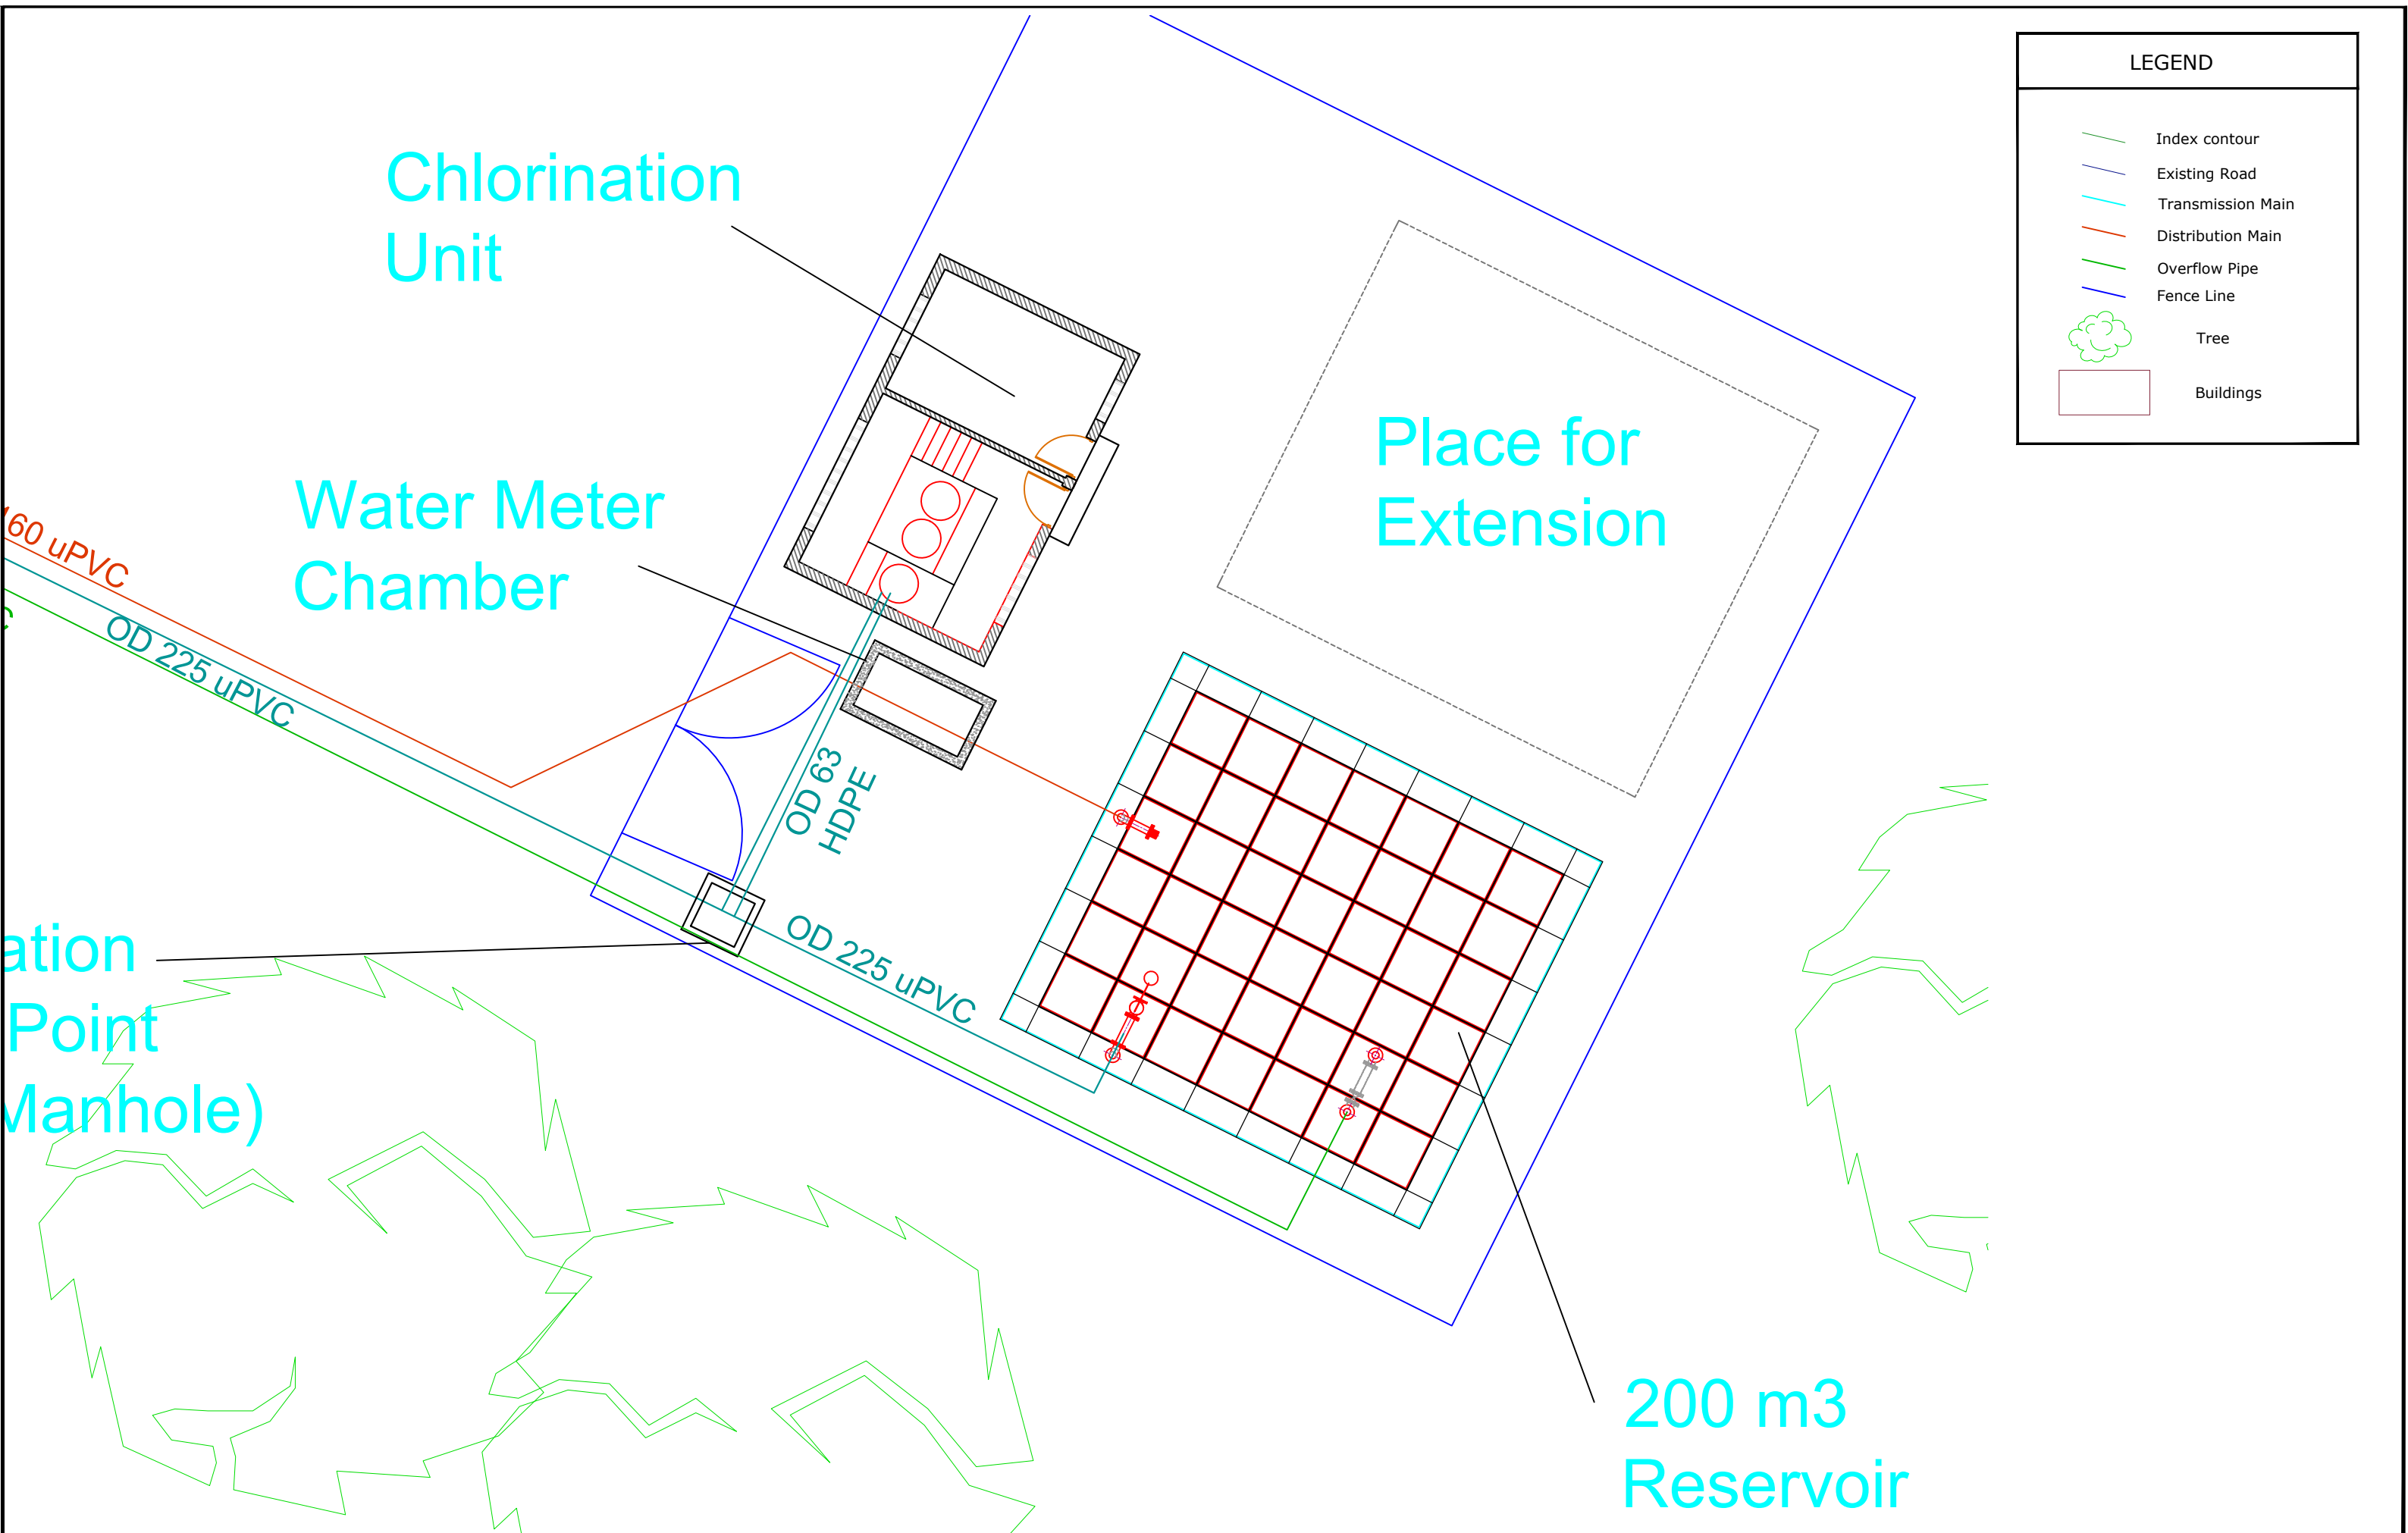 LEGEND
Index contour
Existing Road
Transmission Main
Distribution Main
Overflow Pipe
Fence Line
Tree
Buildings
Chlorination
Unit
Place for
Extension
Water Meter
Chamber
160 uPVC
OD 225 uPVC
OD 63
HDPE
OD 225 uPVC
ation
Point
Manhole)
200 m3
Reservoir